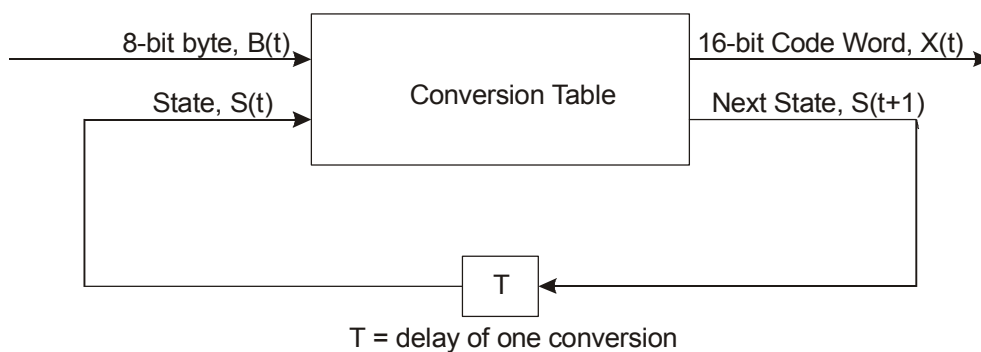 8-bit byte, B(t)
16-bit Code Word, X(t)
Conversion Table
State, S(t)
Next State, S(t+1)
T
T = delay of one conversion